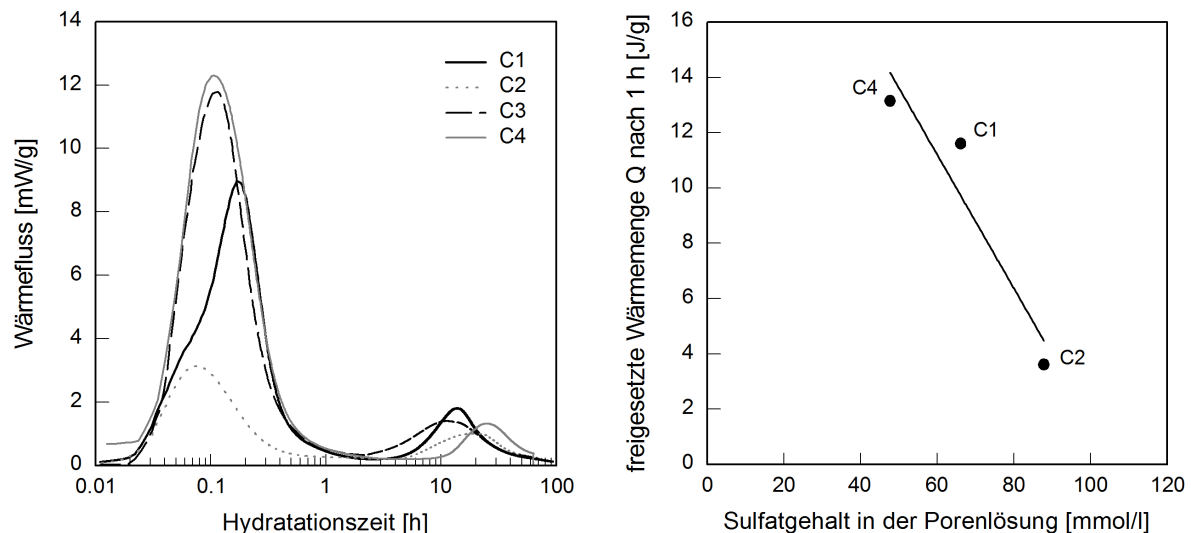 Wärmefluss [mW/g]
14
12
10
8
6
4
2
0
0.01
0.1
1
10
100
Hydratationszeit [h]
C1
C2
C3
C4
freigesetzte Wärmemenge Q nach 1 h [J/g]
16
14
12
10
8
6
4
2
0
0
20
40
60
80
100
120
Sulfatgehalt in der Porenlösung [mmol/l]
C4
C1
C2